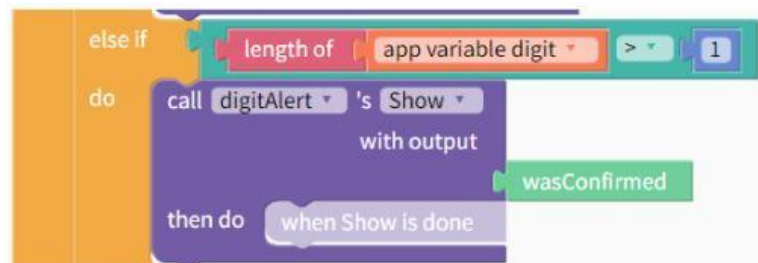 else if length of app variable digit > 1
do call digitAlert 's Show
with output
wasConfirmed
then do when Show is done